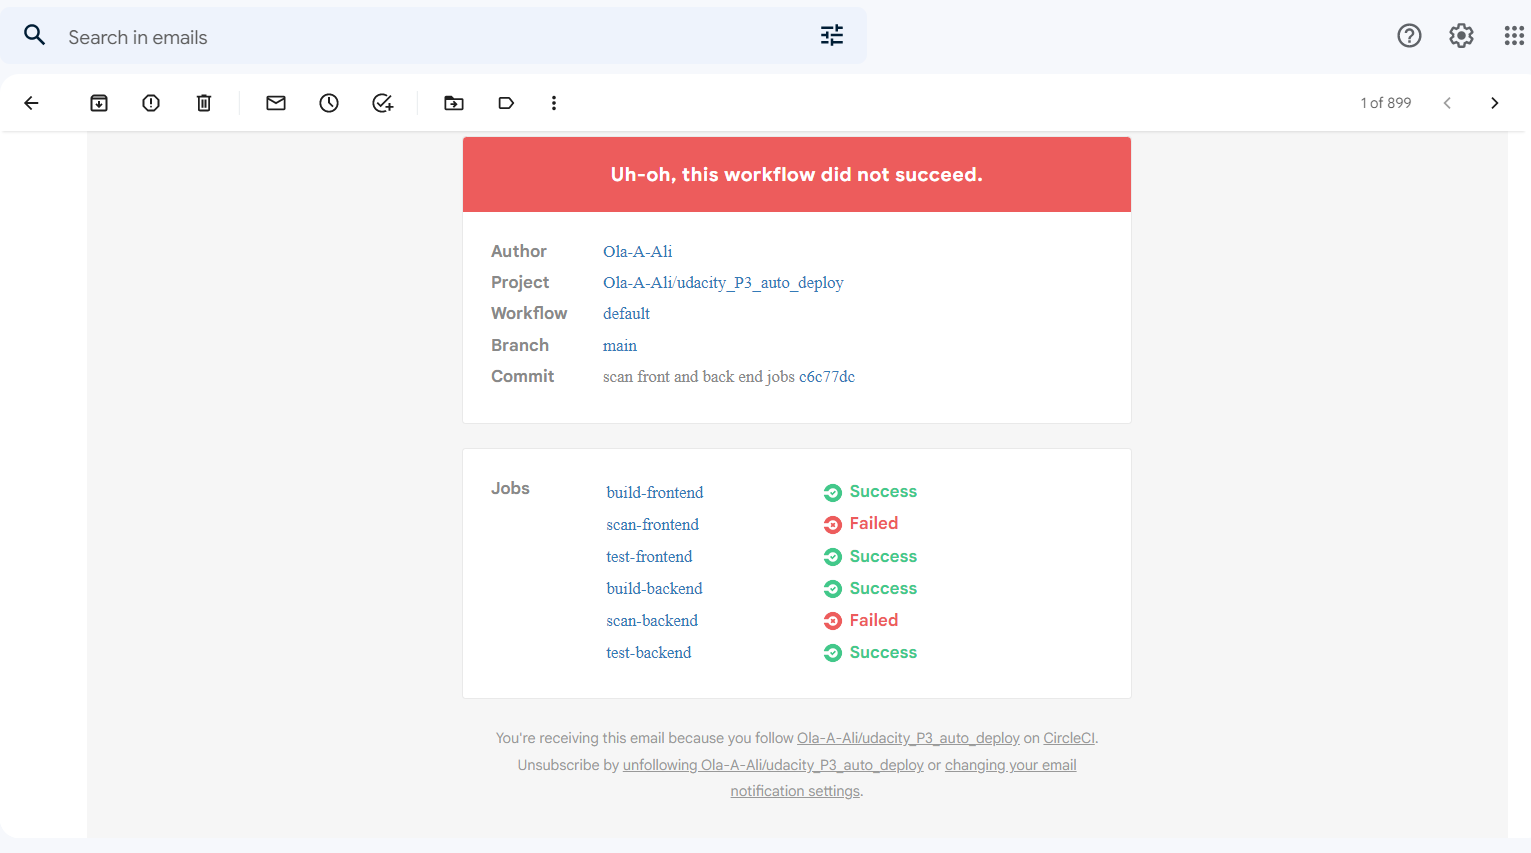 Search in emails
1 of 899
Uh-oh, this workflow did not succeed.
Author Ola-A-Ali
Project Ola-A-Ali/udacity_P3_auto_deploy
Workflow default
Branch main
Commit scan front and back end jobs c6c77dc
Jobs build-frontend Success
scan-frontend Failed
test-frontend Success
build-backend Success
scan-backend Failed
test-backend Success
You're receiving this email because you follow Ola-A-Ali/udacity_P3_auto_deploy on CircleCI.
Unsubscribe by unfollowing Ola-A-Ali/udacity_P3_auto_deploy or changing your email
notification settings.